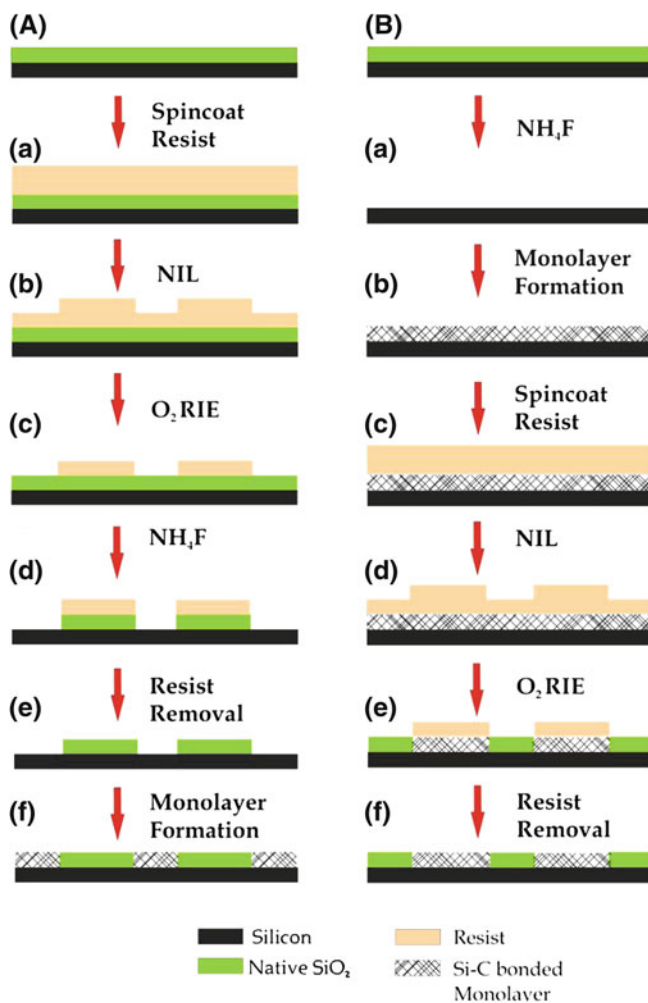 (A)
Spincoat
Resist
(a)
NIL
(b)
O₂ RIE
(c)
NH₄F
(d)
Resist
Removal
(e)
Monolayer
Formation
(f)
(B)
NH₄F
(a)
Monolayer
Formation
(b)
Spincoat
Resist
(c)
NIL
(d)
O₂ RIE
(e)
Resist
Removal
(f)
Silicon
Native SiO₂
Resist
Si-C bonded
Monolayer